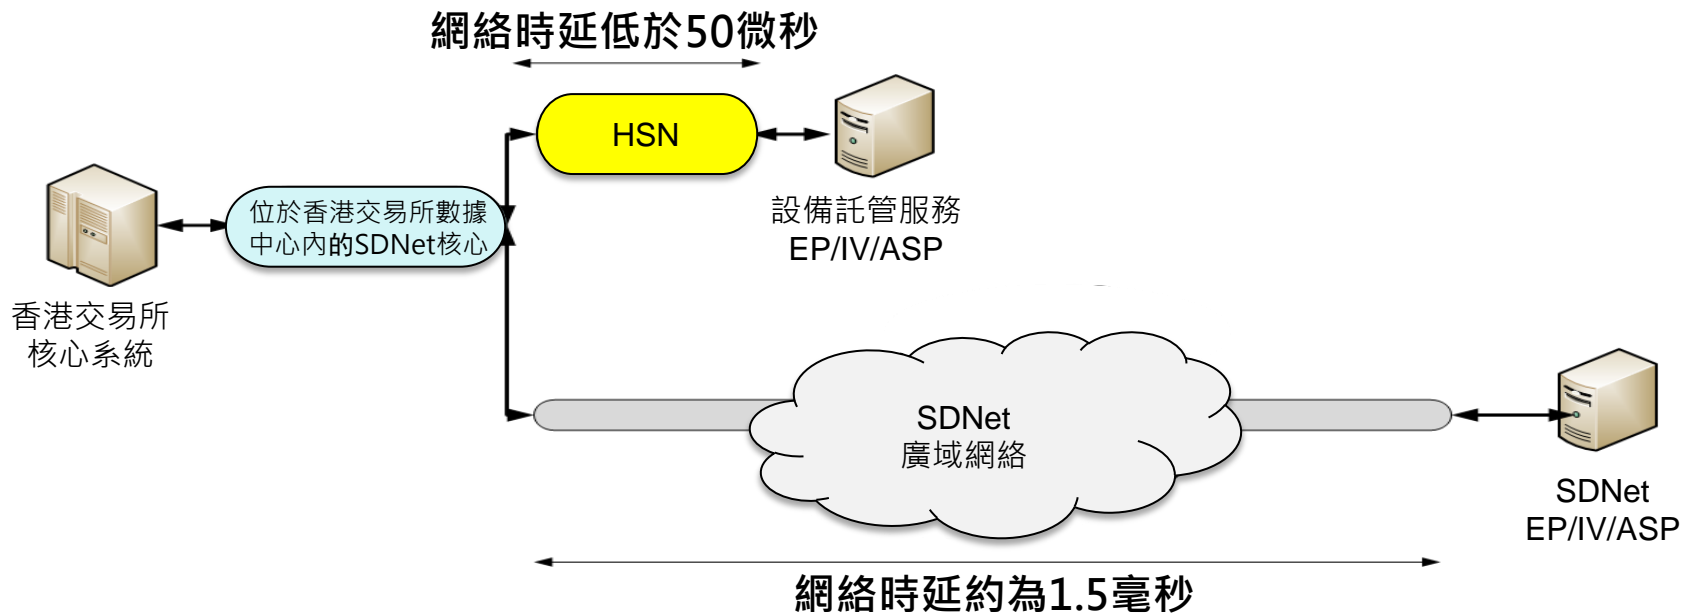 網絡時延低於50微秒
HSN
設備託管服務
EP/IV/ASP
位於香港交易所數據
中心內的SDNet核心
香港交易所
核心系統
SDNet
廣域網絡
SDNet
EP/IV/ASP
網絡時延約為1.5毫秒